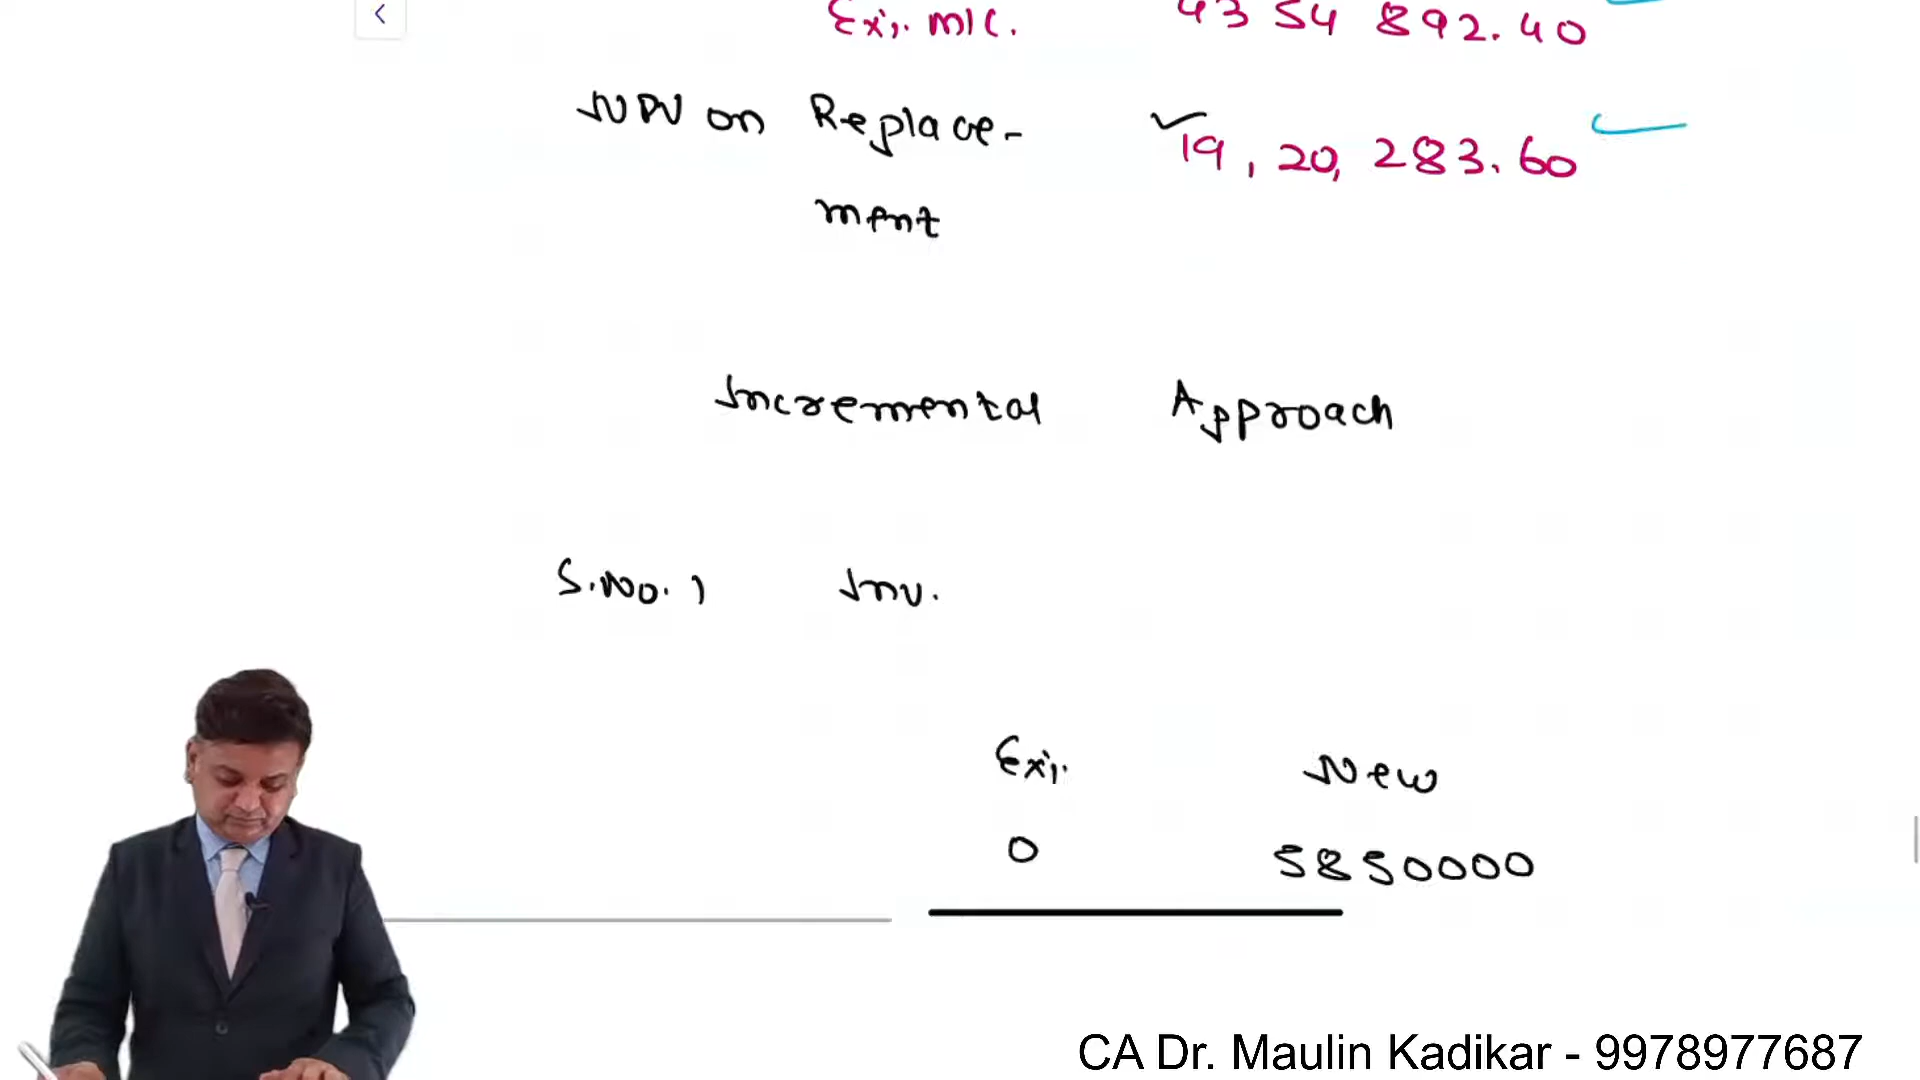 Exi. m/c. 43 54 892.40
NPV on Replace- 19,20,283.60
ment
Incremental Approach
S.No. 1 Inv.
Exi. New
0 5850000
CA Dr. Maulin Kadikar - 9978977687